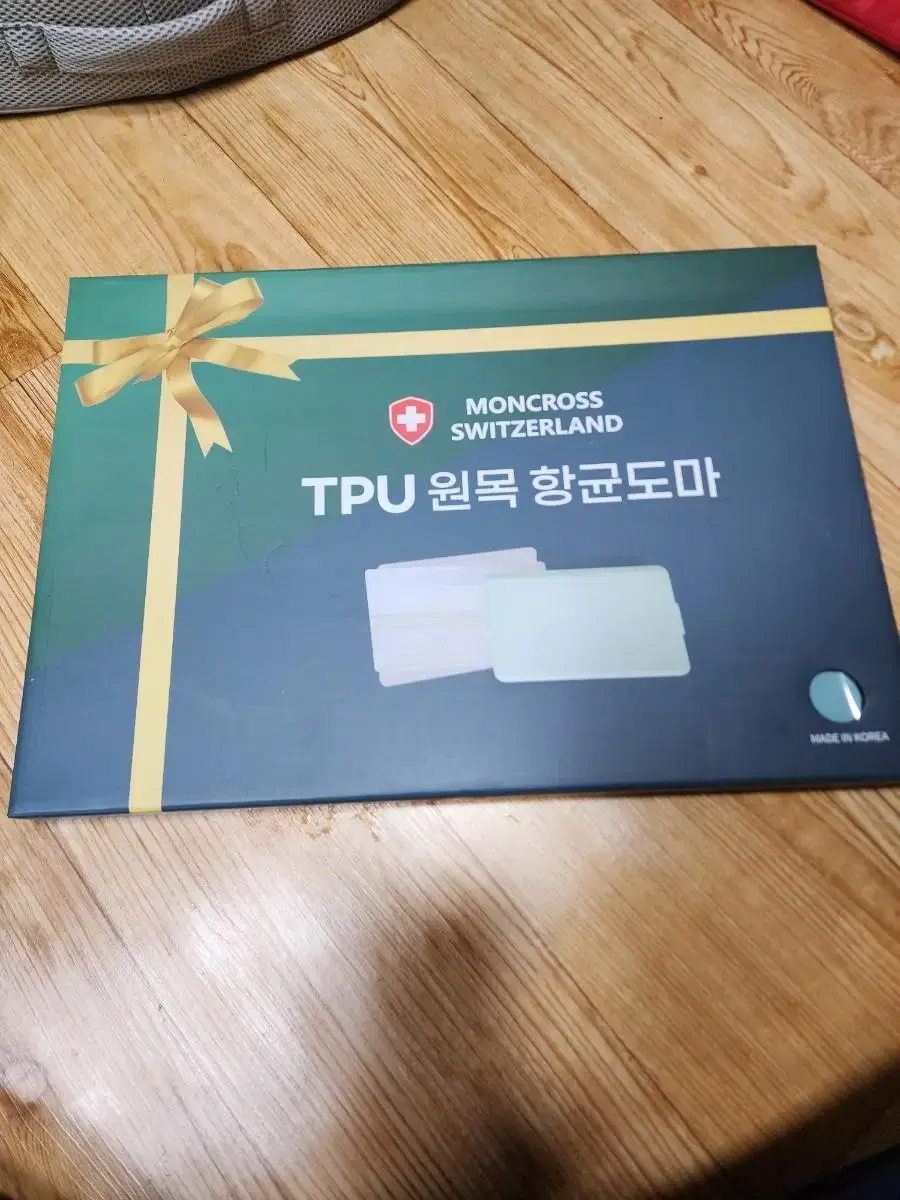 MONCROSS
SWITZERLAND
TPU 원목 항균도마
MADE IN KOREA